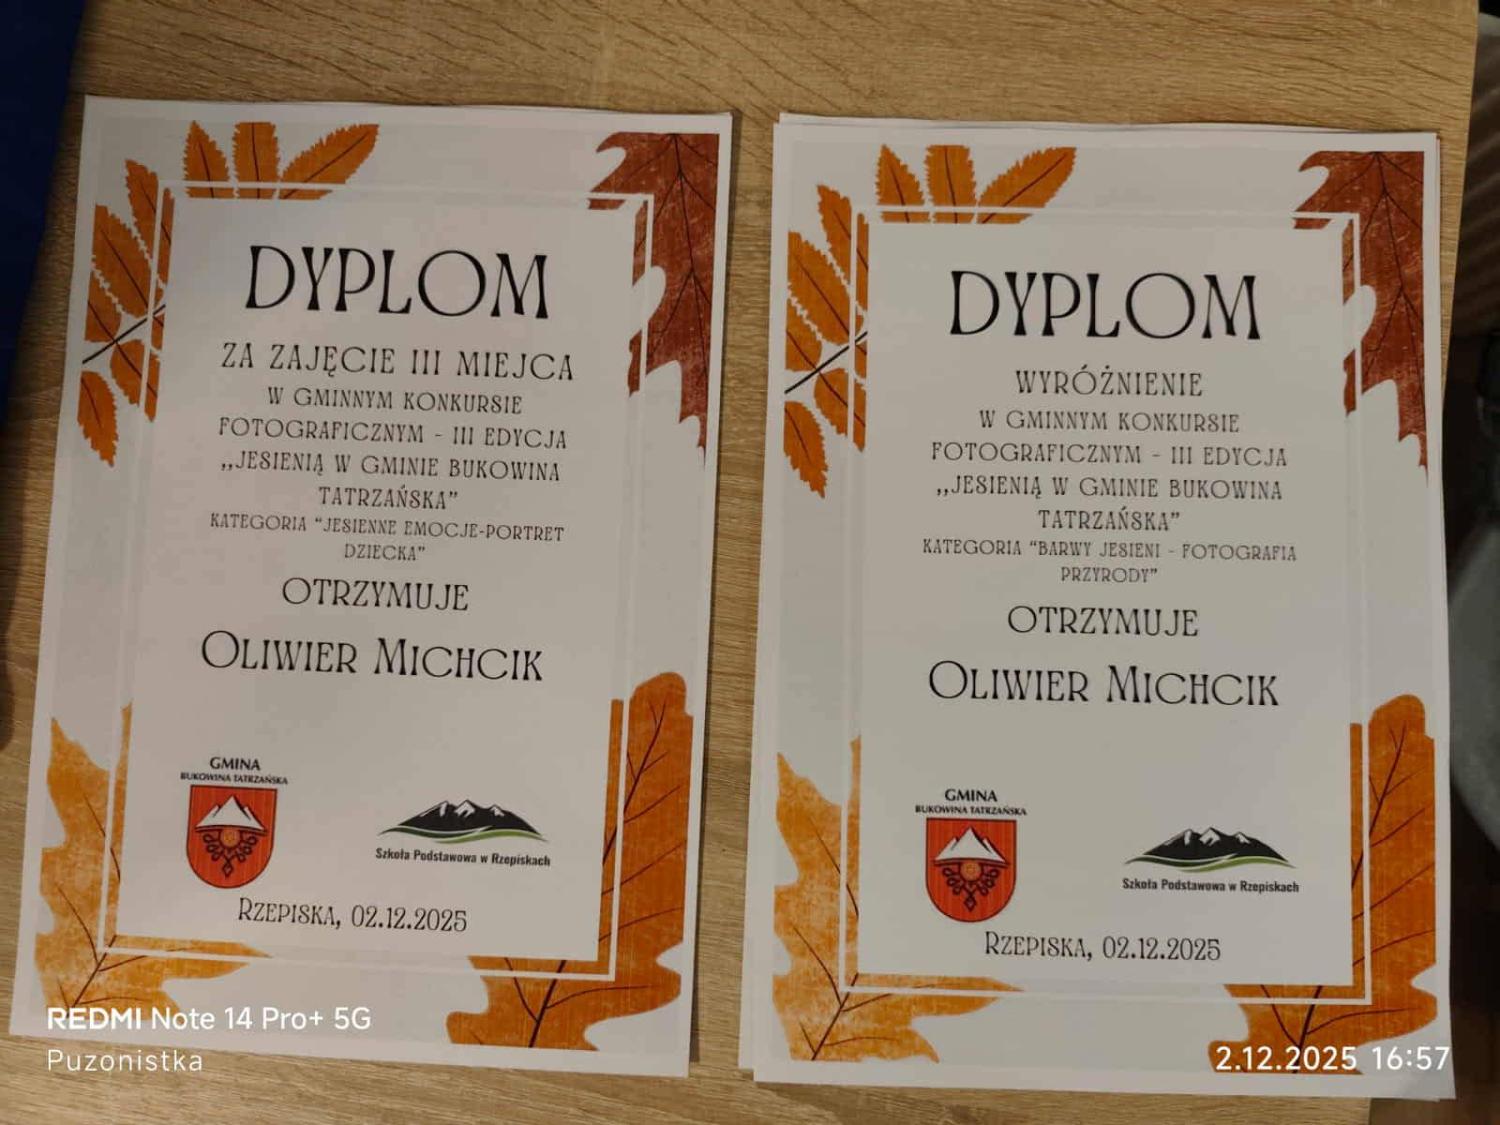 DYPLOM
ZA ZAJĘCIE III MIEJCA
W GMINNYM KONKURSIE
FOTOGRAFICZNYM - III EDYCJA
,,JESIENIĄ W GMINIE BUKOWINA
TATRZAŃSKA”
KATEGORIA “JESIENNE EMOCJE-PORTRET
DZIECKA”
OTRZYMUJE
OLIWIER MICHCIK
GMINA
BUKOWINA TATRZAŃSKA
Szkoła Podstawowa w Rzepiskach
RZEPISKA, 02.12.2025
DYPLOM
WYRÓŻNIENIE
W GMINNYM KONKURSIE
FOTOGRAFICZNYM - III EDYCJA
,,JESIENIĄ W GMINIE BUKOWINA
TATRZAŃSKA”
KATEGORIA “BARWY JESIENI - FOTOGRAFIA
PRZYRODY”
OTRZYMUJE
OLIWIER MICHCIK
GMINA
BUKOWINA TATRZAŃSKA
Szkoła Podstawowa w Rzepiskach
RZEPISKA, 02.12.2025
REDMI Note 14 Pro+ 5G
Puzonistka
2.12.2025 16:57